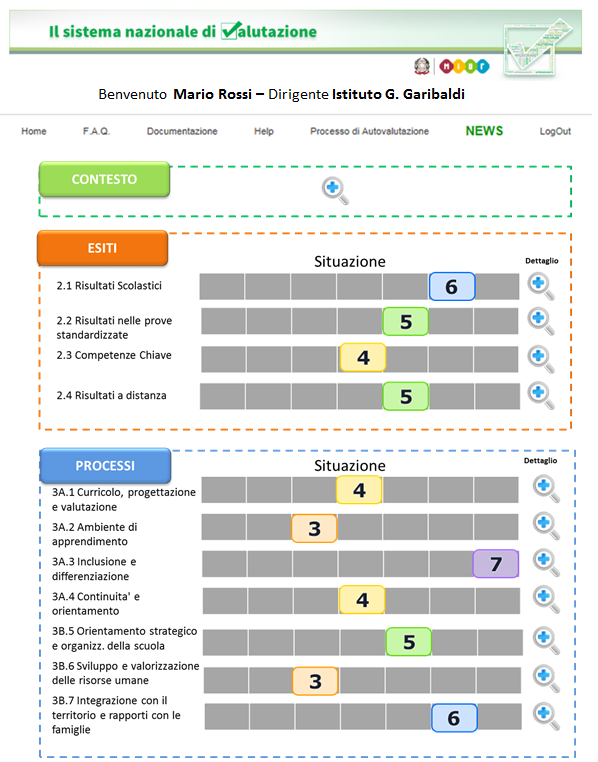 Il sistema nazionale di Valutazione
MIUR
Benvenuto Mario Rossi – Dirigente Istituto G. Garibaldi
Home F.A.Q. Documentazione Help Processo di Autovalutazione NEWS LogOut
CONTESTO
ESITI
Situazione Dettaglio
2.1 Risultati Scolastici 6
2.2 Risultati nelle prove
standardizzate 5
2.3 Competenze Chiave 4
2.4 Risultati a distanza 5
PROCESSI
Situazione Dettaglio
3A.1 Curricolo, progettazione
e valutazione 4
3A.2 Ambiente di
apprendimento 3
3A.3 Inclusione e
differenziazione 7
3A.4 Continuita' e
orientamento 4
3B.5 Orientamento strategico
e organizz. della scuola 5
3B.6 Sviluppo e valorizzazione
delle risorse umane 3
3B.7 Integrazione con il
territorio e rapporti con le
famiglie 6